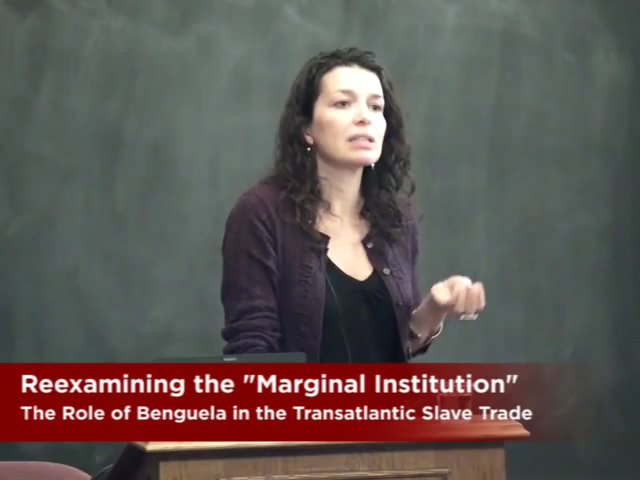 Reexamining the "Marginal Institution"
The Role of Benguela in the Transatlantic Slave Trade